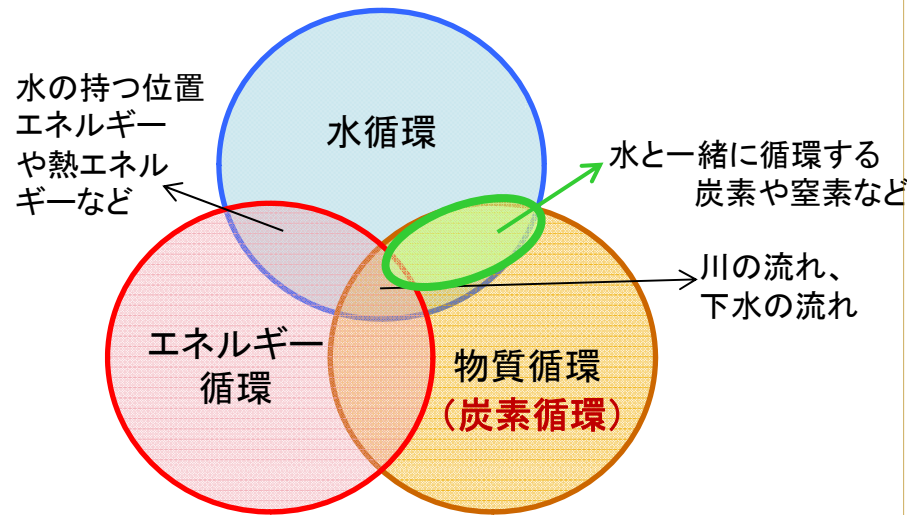 水の持つ位置
エネルギー
や熱エネル
ギーなど
水循環
水と一緒に循環する
炭素や窒素など
川の流れ、
下水の流れ
エネルギー
循環
物質循環
（炭素循環）